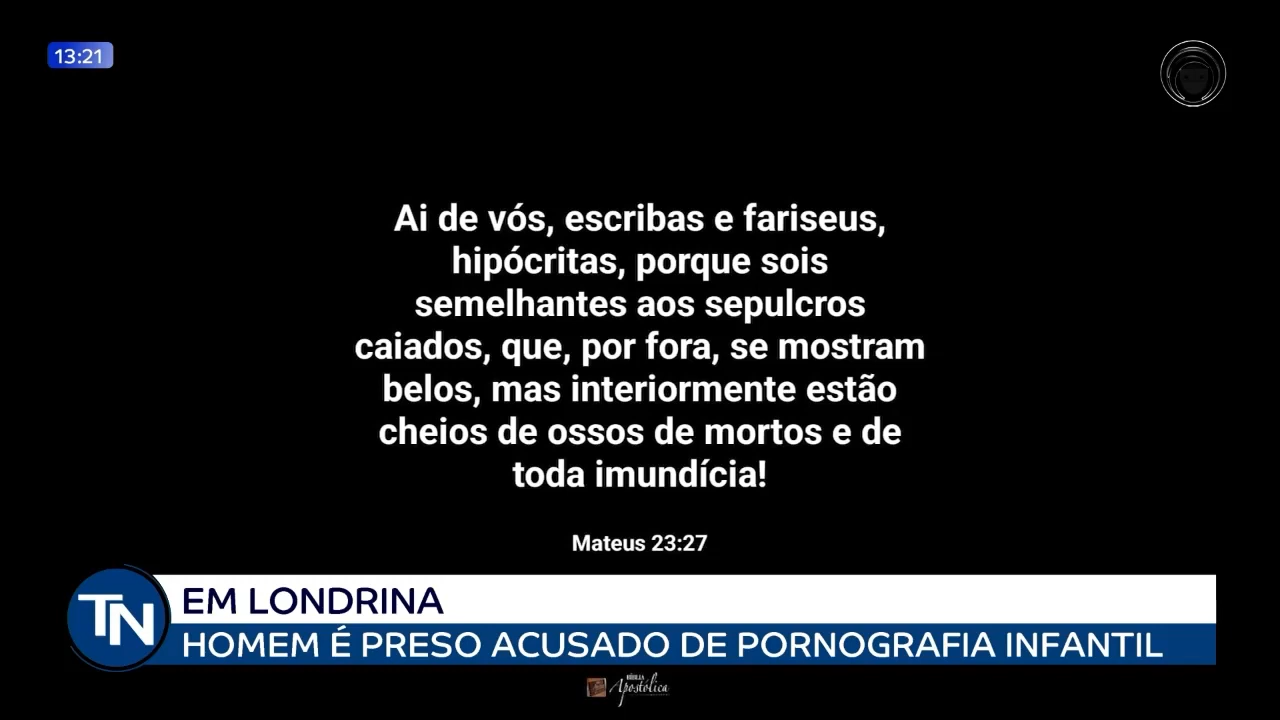 13:21
Ai de vós, escribas e fariseus,
hipócritas, porque sois
semelhantes aos sepulcros
caiados, que, por fora, se mostram
belos, mas interiormente estão
cheios de ossos de mortos e de
toda imundícia!
Mateus 23:27
TN
EM LONDRINA
HOMEM É PRESO ACUSADO DE PORNOGRAFIA INFANTIL
BÍBLIA
Apostólica